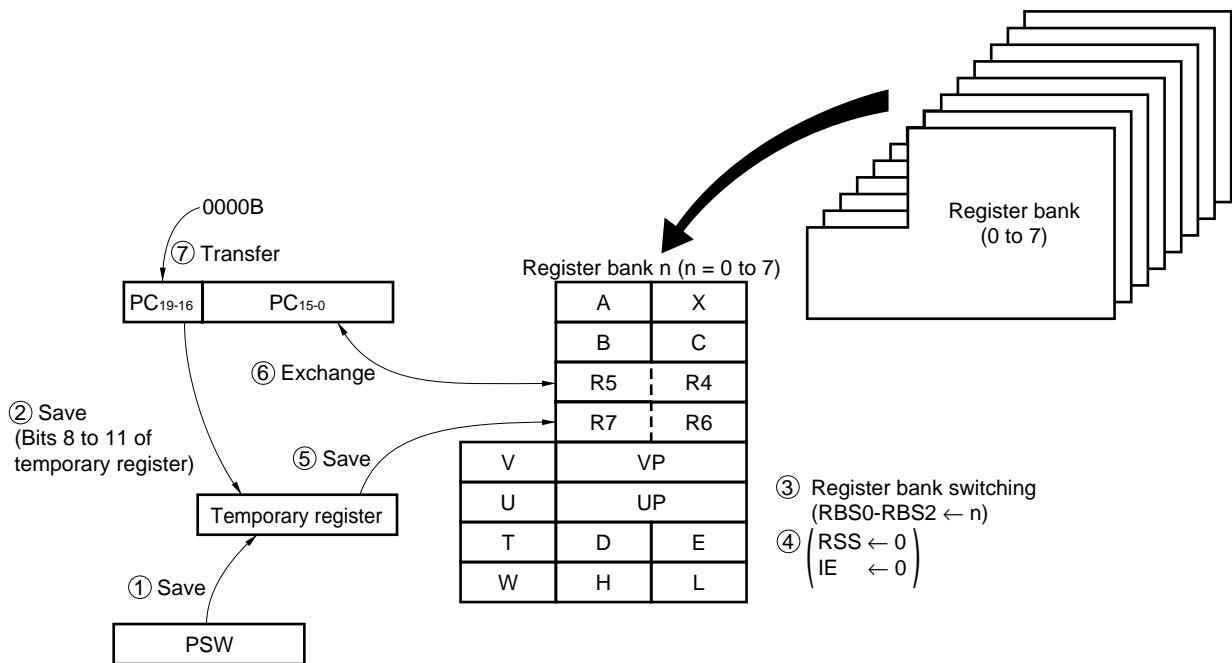 Register bank
(0 to 7)
0000B
⑦ Transfer
Register bank n (n = 0 to 7)
PC19-16 PC15-0
A X
B C
⑥ Exchange
R5 R4
② Save
(Bits 8 to 11 of
temporary register)
R7 R6
⑤ Save
V VP
U UP
Temporary register
T D E
W H L
③ Register bank switching
(RBS0-RBS2 ← n)
④ (RSS ← 0
IE ← 0)
① Save
PSW